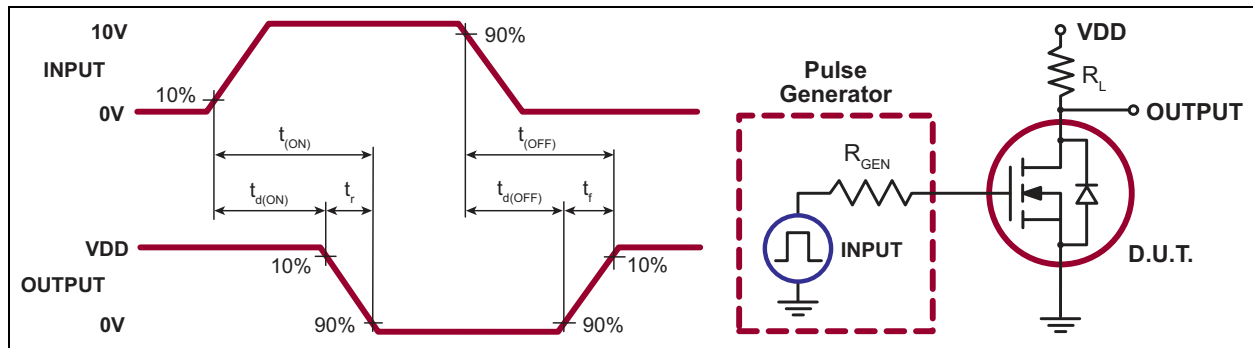 10V
INPUT
0V
10%
90%
t(ON)
t(OFF)
td(ON)
tr
td(OFF)
tf
VDD
OUTPUT
0V
10%
90%
90%
10%
Pulse
Generator
RGEN
INPUT
VDD
RL
OUTPUT
D.U.T.